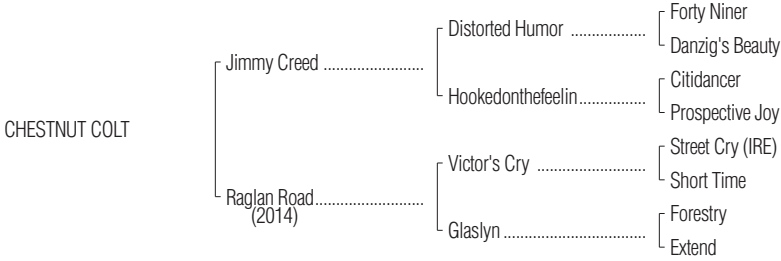 Forty Niner
Distorted Humor ..................
Danzig's Beauty
Jimmy Creed .......................
Citidancer
Hookedonthefeelin................
Prospective Joy
CHESTNUT COLT
Street Cry (IRE)
Victor's Cry .........................
Short Time
Raglan Road.........................
(2014)
Forestry
Glaslyn .................................
Extend